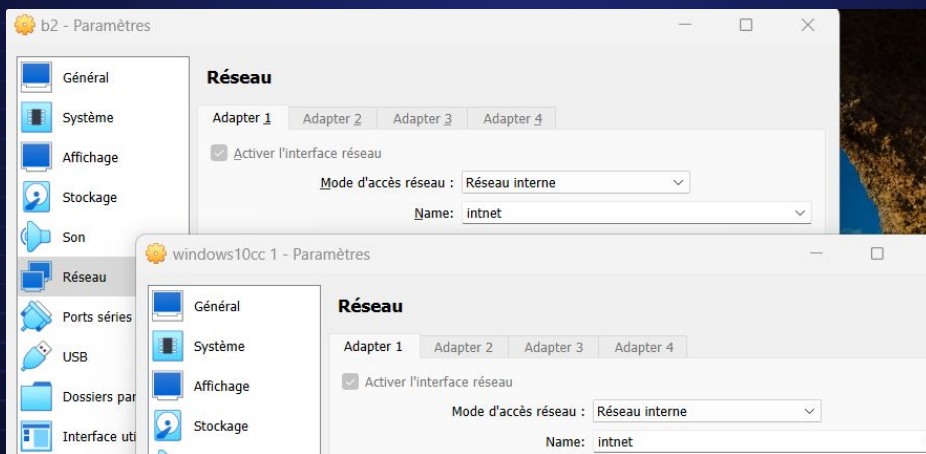 b2 - Paramètres
Général
Système
Affichage
Stockage
Son
Réseau
Ports séries
USB
Dossiers par
Interface uti
Réseau
Adapter 1 Adapter 2 Adapter 3 Adapter 4
Activer l'interface réseau
Mode d'accès réseau : Réseau interne
Name: intnet
windows10cc 1 - Paramètres
Général
Système
Affichage
Stockage
Réseau
Adapter 1 Adapter 2 Adapter 3 Adapter 4
Activer l'interface réseau
Mode d'accès réseau : Réseau interne
Name: intnet